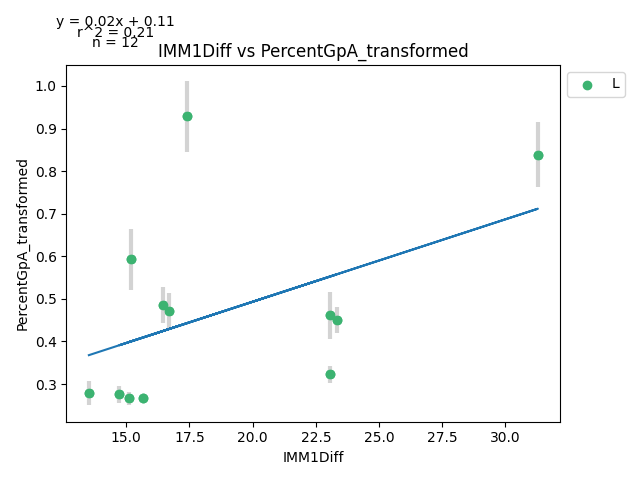 y = 0.02x + 0.11
r^2 = 0.21
n = 12
IMM1Diff vs PercentGpA_transformed
L
1.0
0.9
0.8
0.7
0.6
0.5
0.4
0.3
PercentGpA_transformed
15.0 17.5 20.0 22.5 25.0 27.5 30.0
IMM1Diff